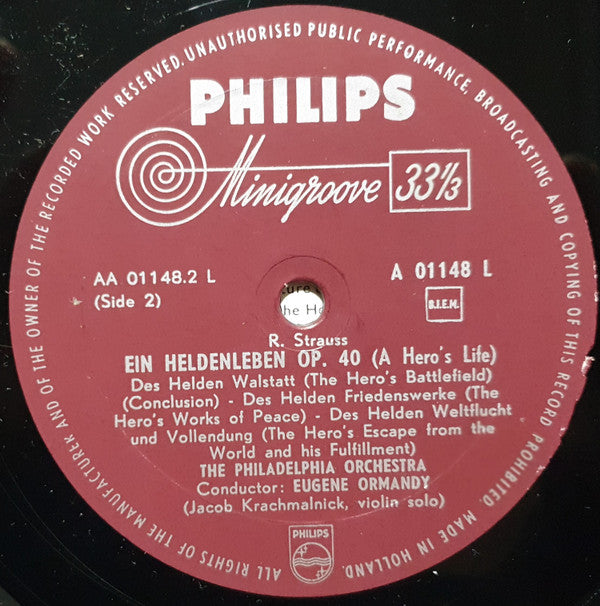 ALL RIGHTS OF THE MANUFACTURER AND OF THE OWNER OF THE RECORDED WORK RESERVED. UNAUTHORISED PUBLIC PERFORMANCE, BROADCASTING AND COPYING OF THIS RECORD PROHIBITED. MADE IN HOLLAND.
PHILIPS
Minigroove 33⅓
AA 01148.2 L
(Side 2)
A 01148 L
B.I.E.M.
R. Strauss
EIN HELDENLEBEN OP. 40 (A Hero's Life)
Des Helden Walstatt (The Hero's Battlefield)
(Conclusion) - Des Helden Friedenswerke (The
Hero's Works of Peace) - Des Helden Weltflucht
und Vollendung (The Hero's Escape from the
World and his Fulfillment)
THE PHILADELPHIA ORCHESTRA
Conductor: EUGENE ORMANDY
(Jacob Krachmalnick, violin solo)
PHILIPS